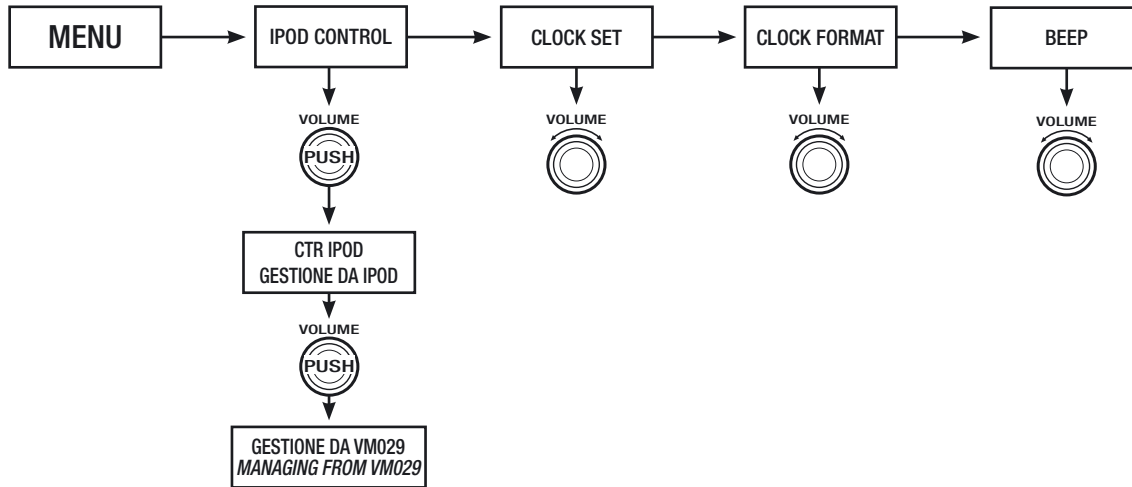 MENU
IPOD CONTROL
CLOCK SET
CLOCK FORMAT
BEEP
VOLUME
PUSH
VOLUME
VOLUME
VOLUME
CTR IPOD
GESTIONE DA IPOD
VOLUME
PUSH
GESTIONE DA VM029
MANAGING FROM VM029